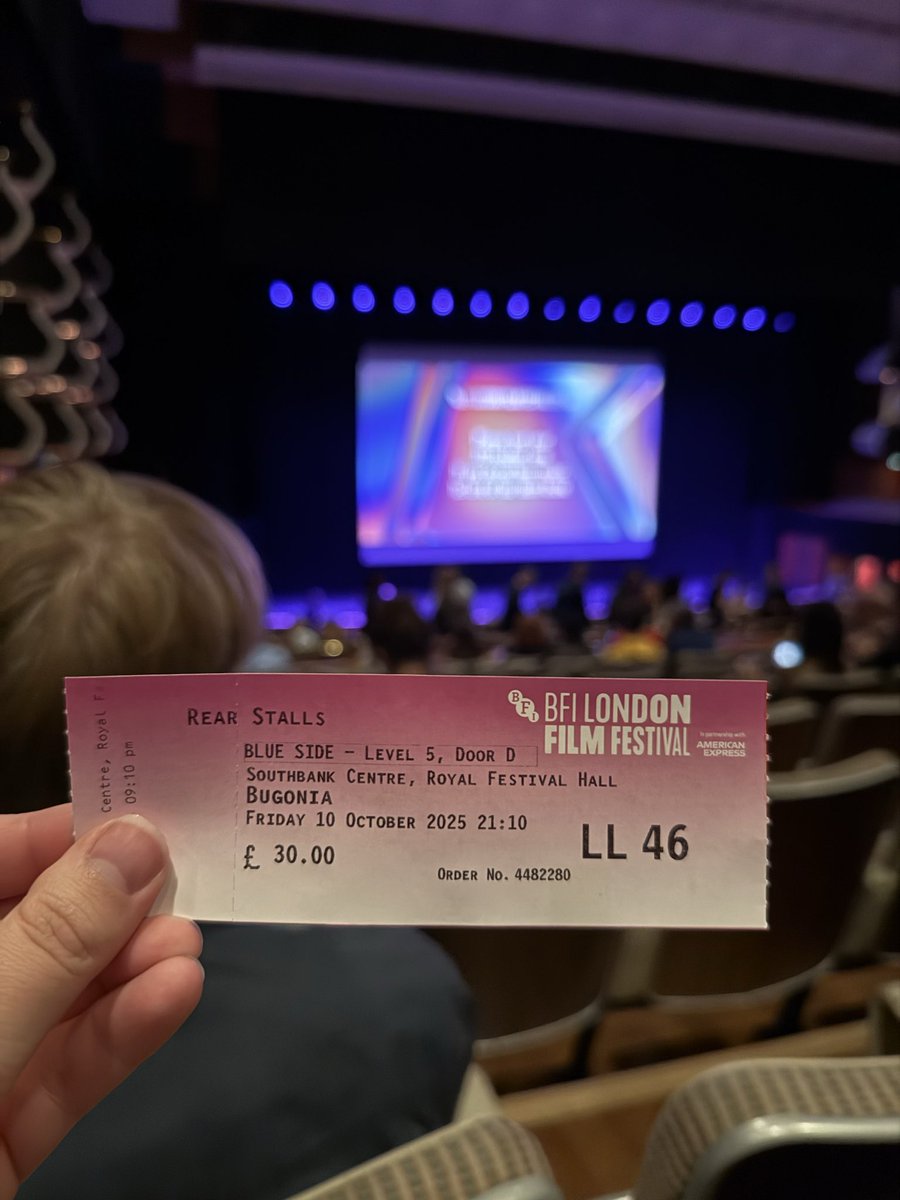 Centre, Royal F
09:10 pm
REAR STALLS
BLUE SIDE – LEVEL 5, DOOR D
SOUTHBANK CENTRE, ROYAL FESTIVAL HALL
BUGONIA
FRIDAY 10 OCTOBER 2025 21:10
£ 30.00
LL 46
ORDER NO. 4482280
BFI
BFI LONDON
FILM FESTIVAL
In partnership with
AMERICAN
EXPRESS